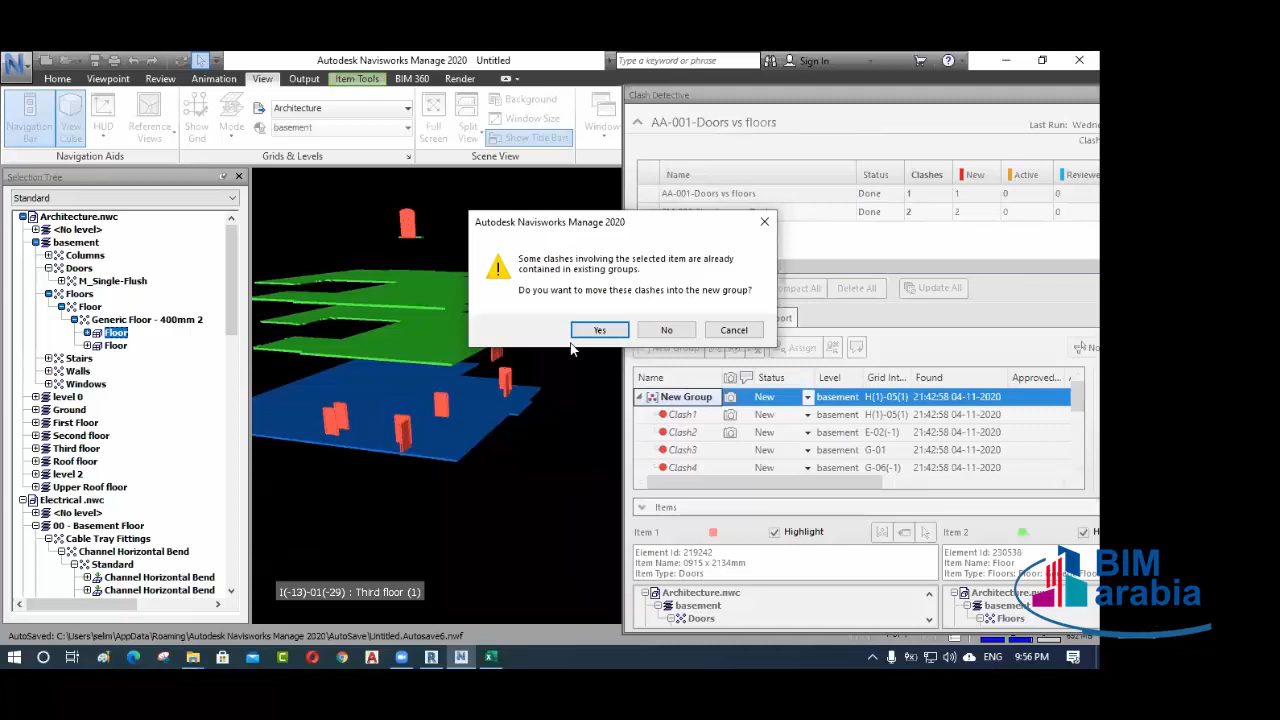 Autodesk Navisworks Manage 2020 Untitled
Type a keyword or phrase
Sign In
Home Viewpoint Review Animation View Output Item Tools BIM 360 Render
Navigation Bar
View Cube
HUD
Reference Views
Show Grid
Mode
Architecture
basement
Full Screen
Split View
Background
Window Size
Show Title Bars
Window
Navigation Aids
Grids & Levels
Scene View
Selection Tree
Standard
Architecture.nwc
<No level>
basement
Columns
Doors
M_Single-Flush
Floors
Floor
Generic Floor - 400mm 2
Floor
Floor
Stairs
Walls
Windows
level 0
Ground
First Floor
Second floor
Third floor
Roof floor
level 2
Upper Roof floor
Electrical .nwc
<No level>
00 - Basement Floor
Cable Tray Fittings
Channel Horizontal Bend
Standard
Channel Horizontal Bend
Channel Horizontal Bend
I(-13)-01(-29) : Third floor (1)
Clash Detective
AA-001-Doors vs floors
Last Run: Wedne
Clash
Name Status Clashes New Active Reviewe
AA-001-Doors vs floors Done 1 1 0 0
Done 2 2 0 0
Autodesk Navisworks Manage 2020
Some clashes involving the selected item are already
contained in existing groups.
Do you want to move these clashes into the new group?
Yes No Cancel
ompact All Delete All Update All
ort
New Group Assign No
Name Status Level Grid Int... Found Approved...
New Group New basement H(1)-05(1) 21:42:58 04-11-2020
Clash1 New basement H(1)-05(1) 21:42:58 04-11-2020
Clash2 New basement E-02(-1) 21:42:58 04-11-2020
Clash3 New basement G-01 21:42:58 04-11-2020
Clash4 New basement G-06(-1) 21:42:58 04-11-2020
Items
Item 1 Highlight Item 2 H
Element Id: 219242
Item Name: 0915 x 2134mm
Item Type: Doors
Element Id: 230538
Item Name: Floor
Item Type: Floors: Floor:
Architecture.nwc
basement
Doors
Architecture.nwc
basement
Floors
BIM
arabia
AutoSaved: C:\Users\selm\AppData\Roaming\Autodesk Navisworks Manage 2020\AutoSave\Untitled.Autosave6.nwf
ENG 9:56 PM